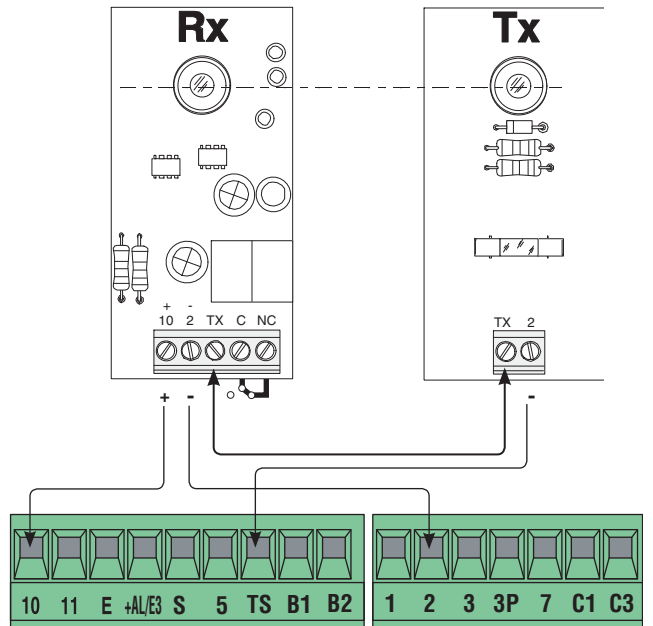 Rx Tx
+ -
10 2 TX C NC
TX 2
+ - -
10 11 E +AL/E3 S 5 TS B1 B2 1 2 3 3P 7 C1 C3